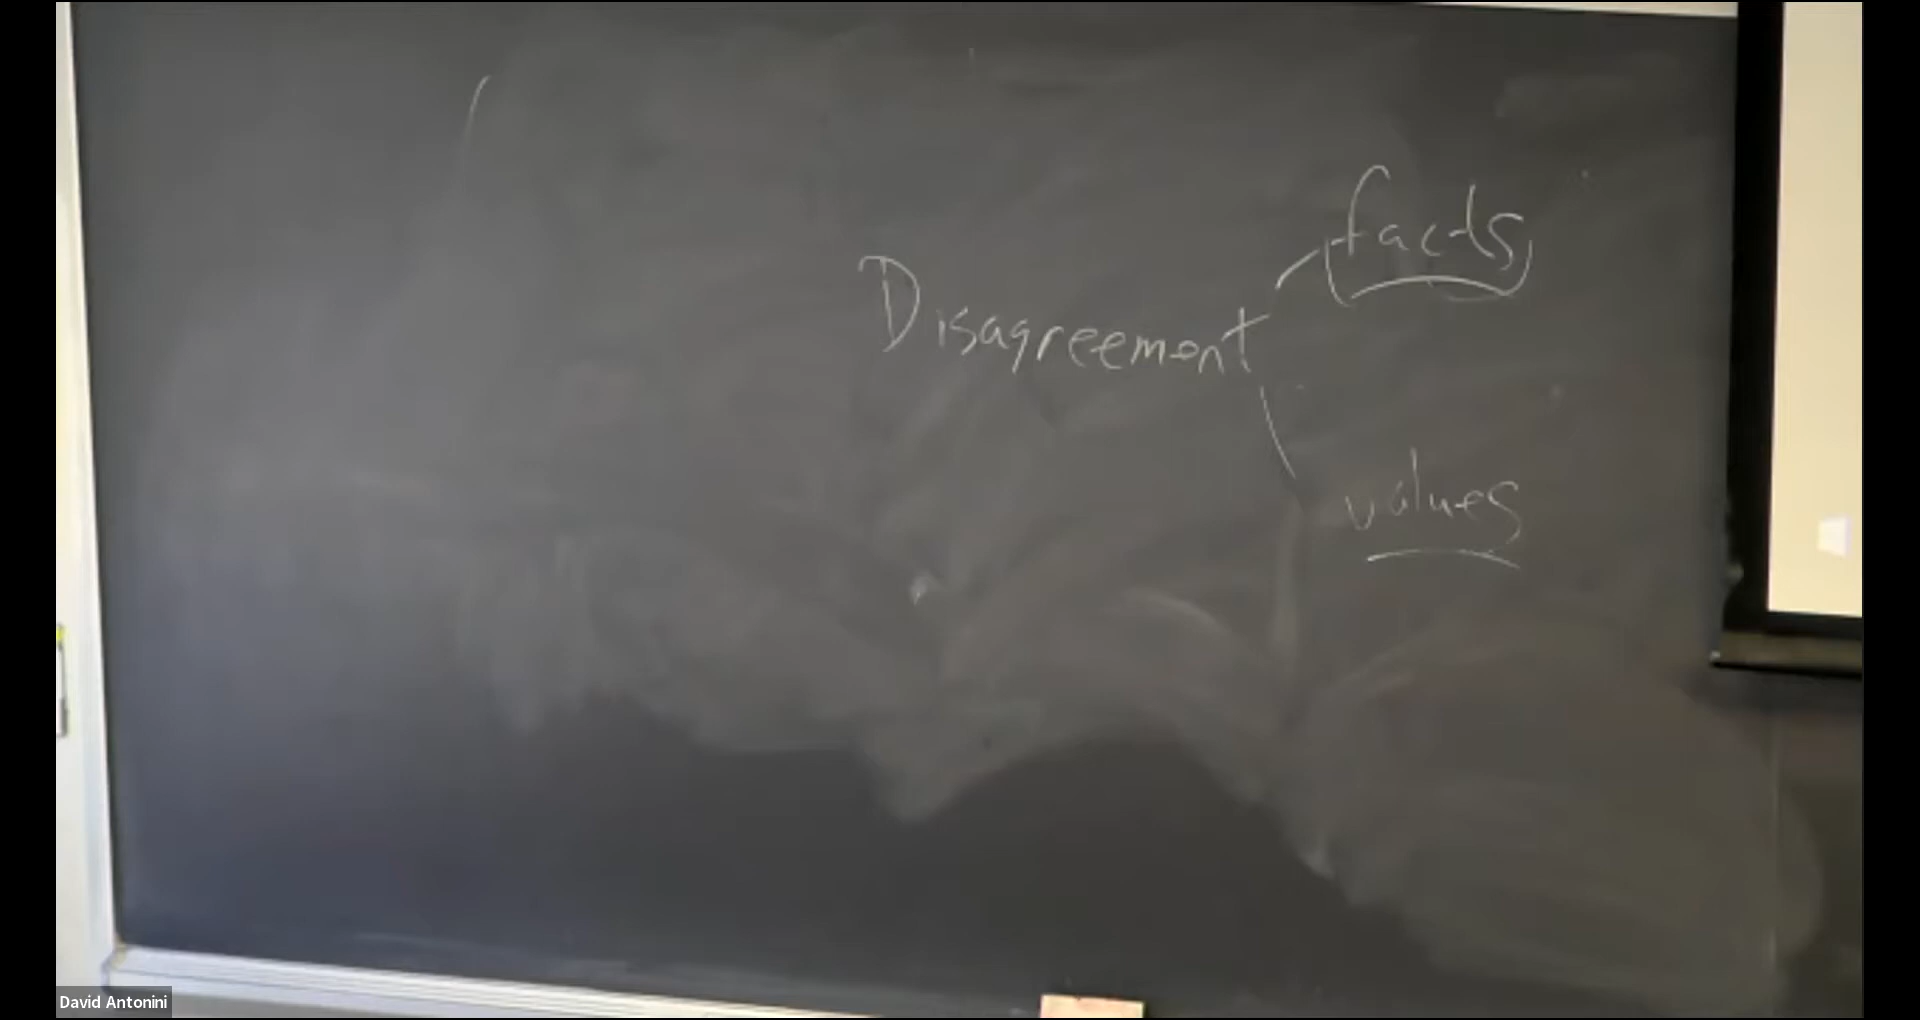 facts
Disagreement
values
David Antonini